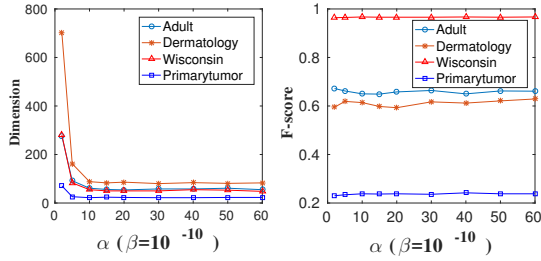 800
600
400
200
0
Dimension
Adult
Dermatology
Wisconsin
Primarytumor
0 10 20 30 40 50 60
α (β=10 -10)
1
0.8
0.6
0.4
0.2
F-score
Adult
Dermatology
Wisconsin
Primarytumor
0 10 20 30 40 50 60
α (β=10 -10)